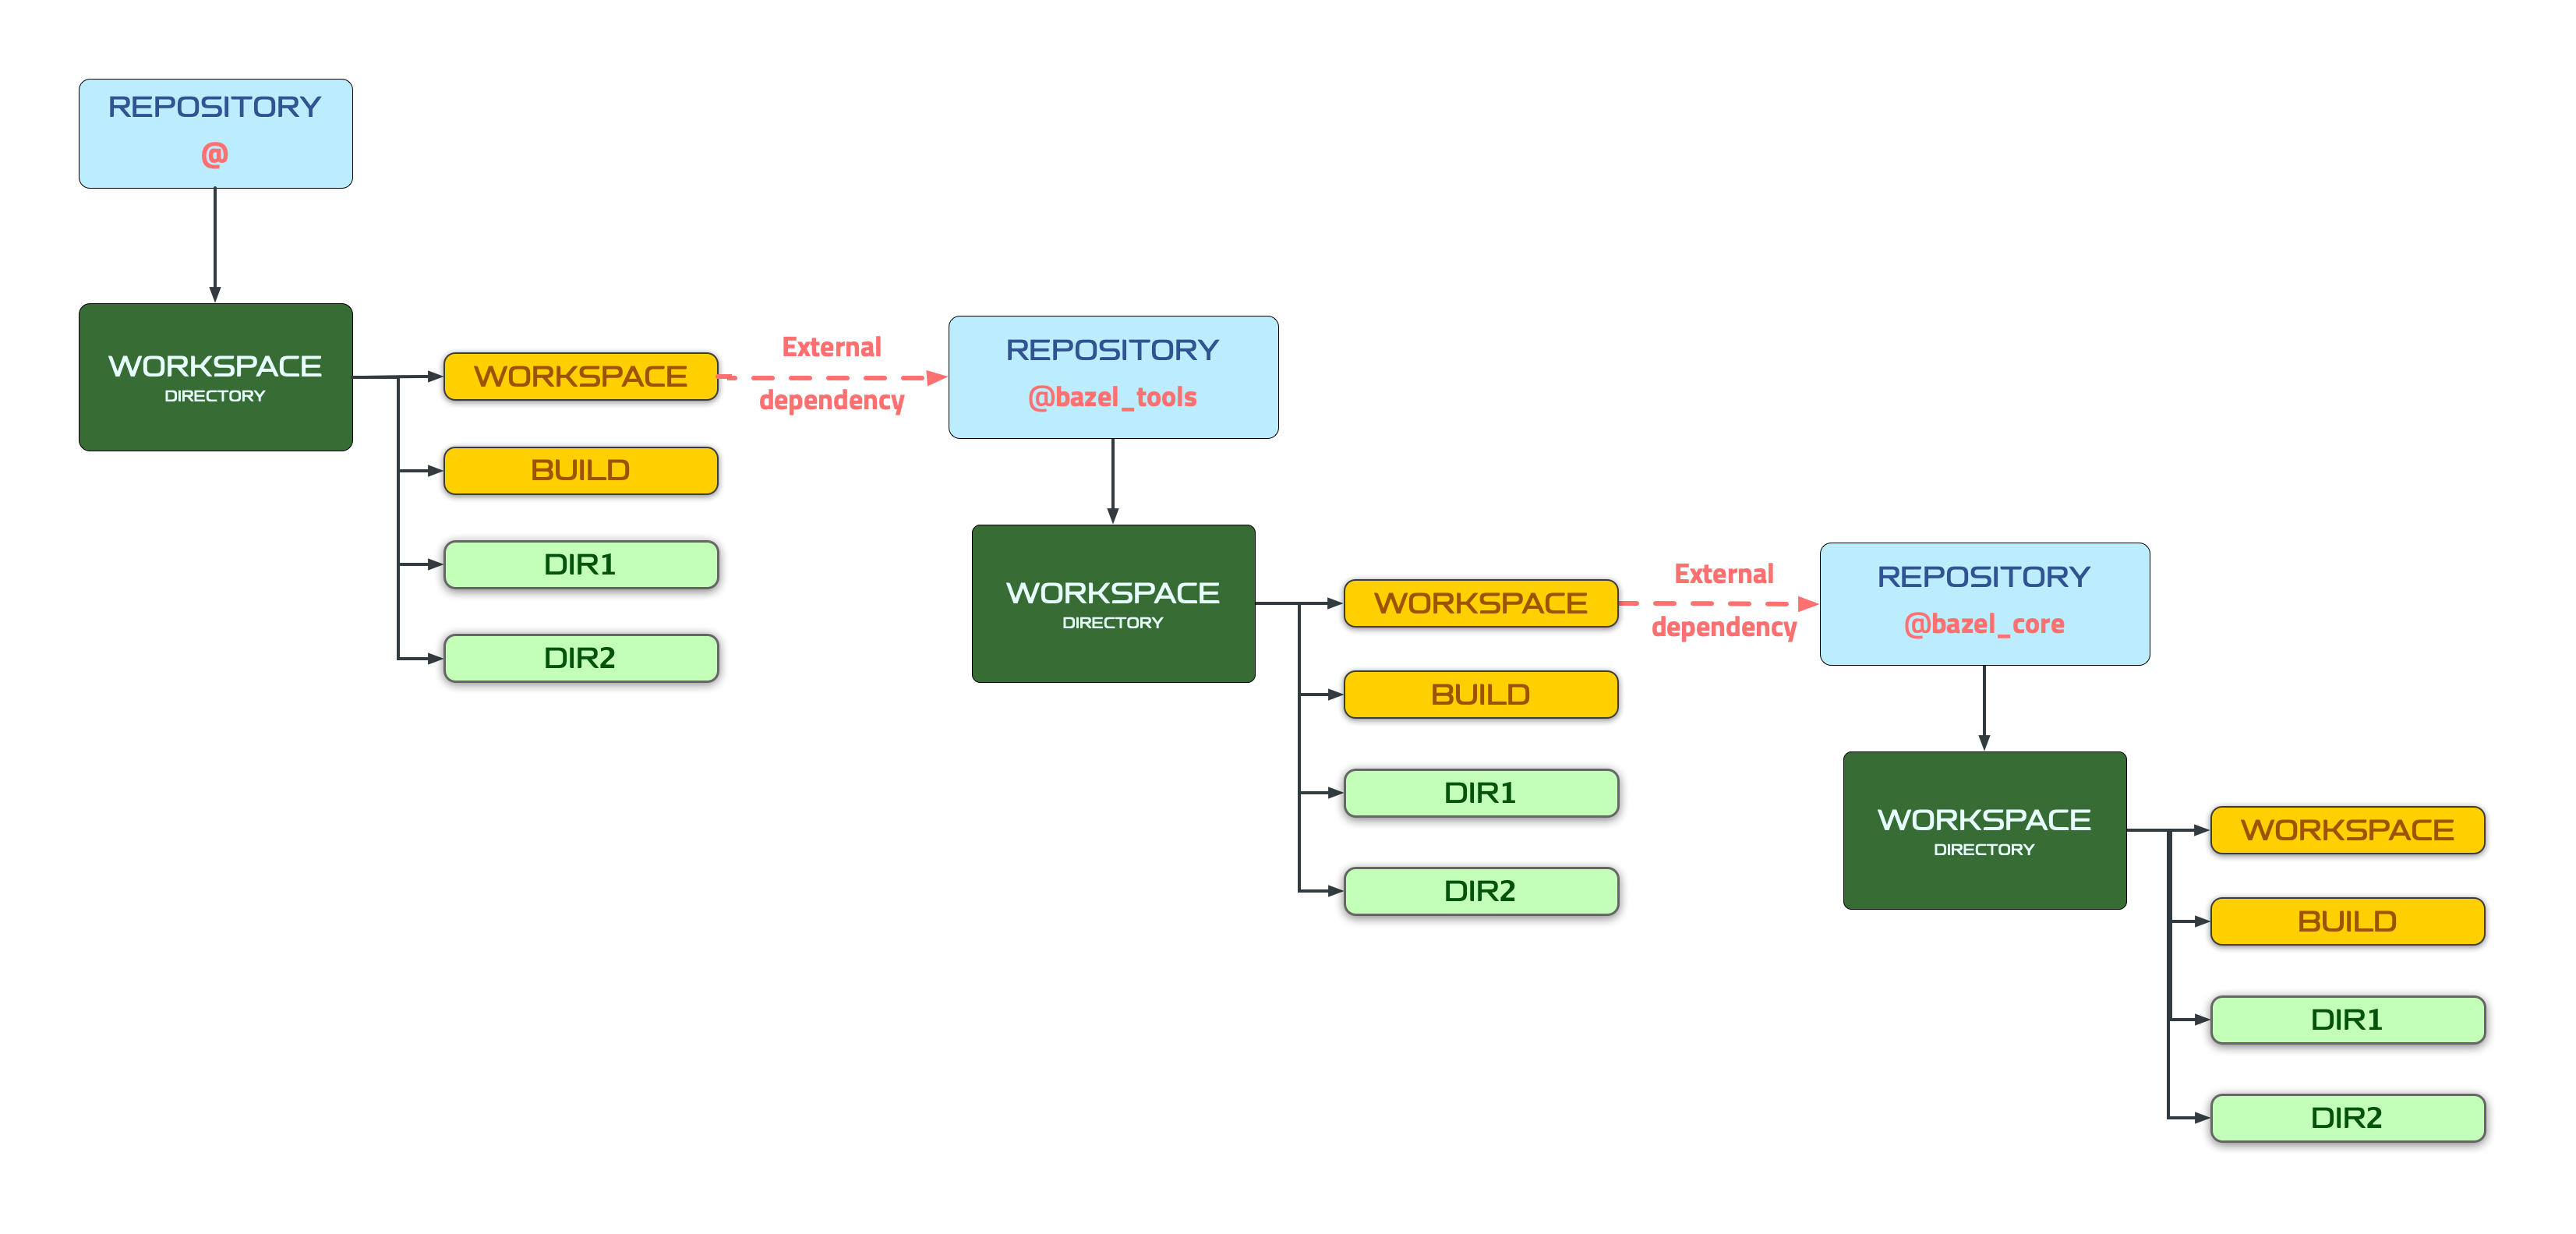 REPOSITORY
@
WORKSPACE
DIRECTORY
WORKSPACE
BUILD
DIR1
DIR2
External
dependency
REPOSITORY
@bazel_tools
WORKSPACE
DIRECTORY
WORKSPACE
BUILD
DIR1
DIR2
External
dependency
REPOSITORY
@bazel_core
WORKSPACE
DIRECTORY
WORKSPACE
BUILD
DIR1
DIR2